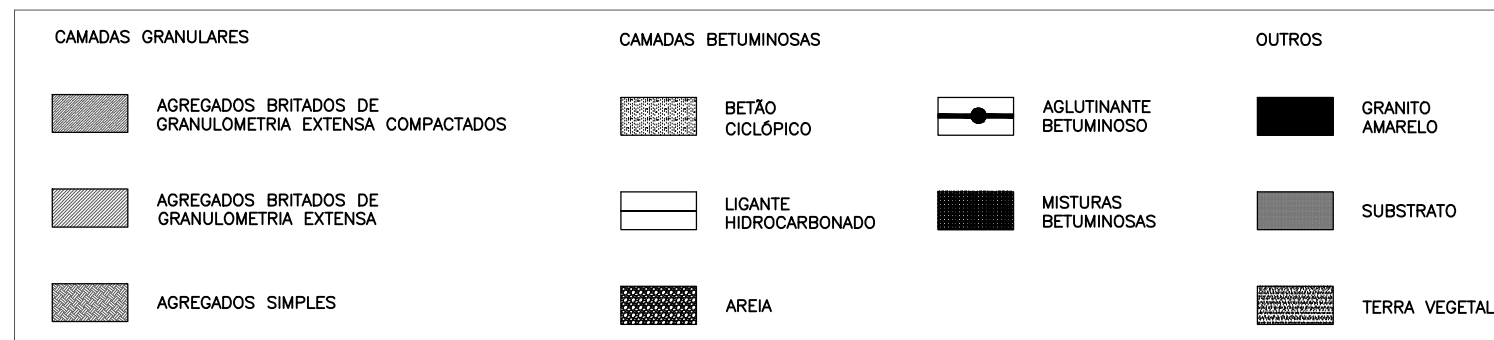 CAMADAS GRANULARES
AGREGADOS BRITADOS DE
GRANULOMETRIA EXTENSA COMPACTADOS
AGREGADOS BRITADOS DE
GRANULOMETRIA EXTENSA
AGREGADOS SIMPLES
CAMADAS BETUMINOSAS
BETÃO
CICLÓPICO
LIGANTE
HIDROCARBONADO
AREIA
AGLUTINANTE
BETUMINOSO
MISTURAS
BETUMINOSAS
OUTROS
GRANITO
AMARELO
SUBSTRATO
TERRA VEGETAL